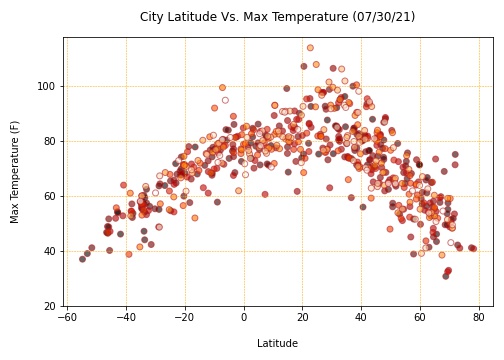 City Latitude Vs. Max Temperature (07/30/21)
Max Temperature (F)
100
80
60
40
20
−60 −40 −20 0 20 40 60 80
Latitude